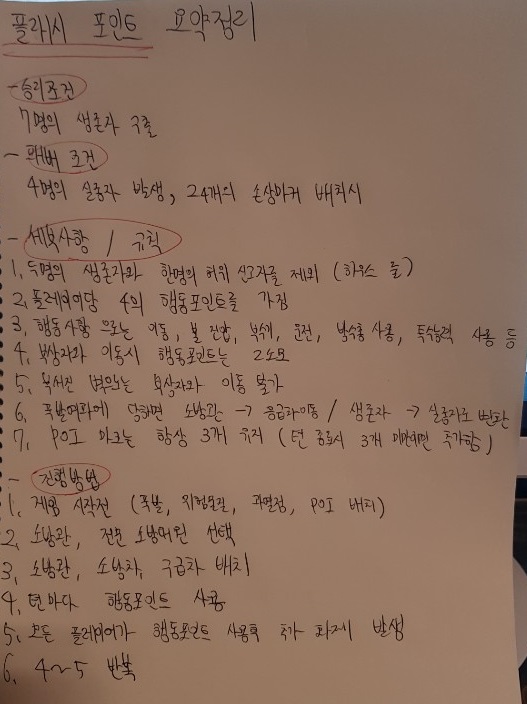 플래시 포인트 요약정리
- 승리조건
7명의 생존자 구출
- 패배 조건
4명의 실종자 발생, 24개의 손상마커 배치시
- 세부사항 / 규칙
1, 두명의 생존자와 한명의 허위 신고자를 제외 (하우스 룰)
2, 플레이어당 4의 행동포인트를 가짐
3, 행동사항 으로는 이동, 불 진압, 부수기, 운전, 방수총 사용, 특수능력 사용 등
4, 부상자와 이동시 행동포인트는 2소모
5, 부서진 벽으로는 부상자와 이동 불가
6, 폭발여파에 당하면 소방관 → 응급차이동 / 생존자 → 실종자로 변환
7, POI 마크는 항상 3개 유지 (턴 종료시 3개 미만이면 추가함)
- 진행방법
1, 게임 시작전 (폭발, 위험물질, 과열점, POI 배치)
2, 소방관, 전문 소방대원 선택
3, 소방관, 소방차, 구급차 배치
4, 턴마다 행동포인트 사용
5, 모든 플레이어가 행동포인트 사용후 추가 화제 발생
6, 4~5 반복